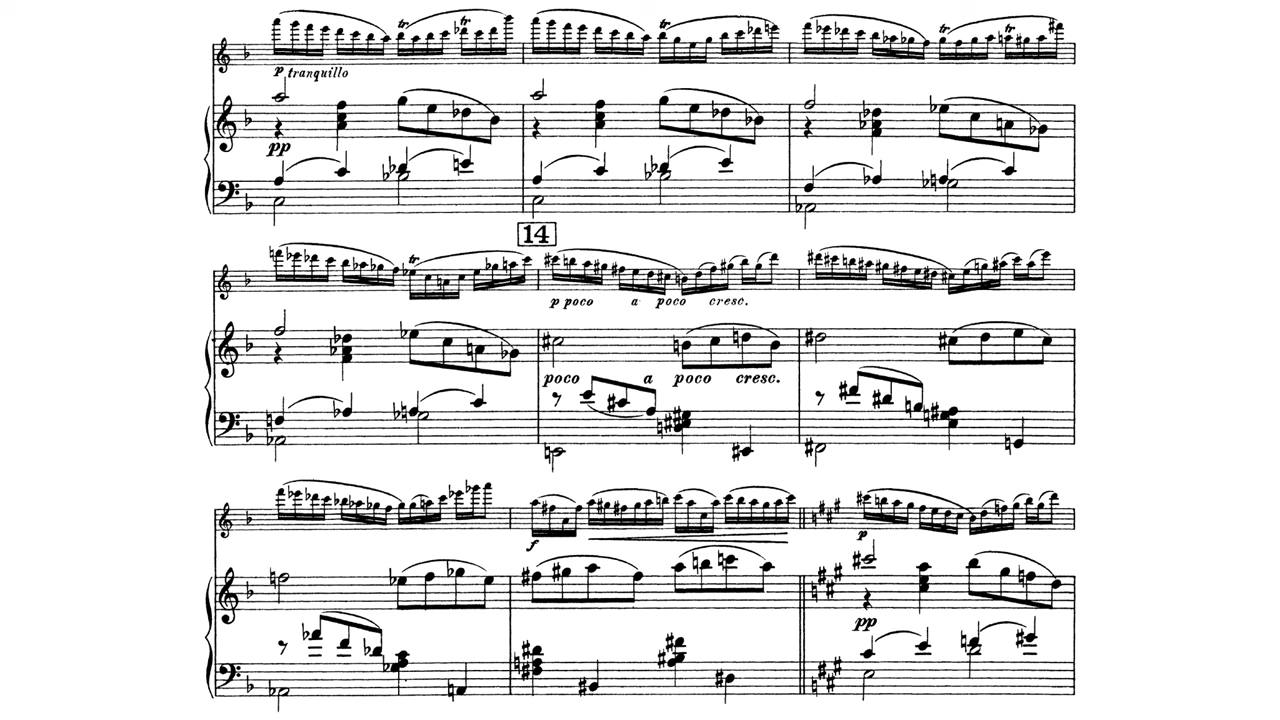 p tranquillo
pp
14
p poco a poco cresc.
poco a poco cresc.
f
p
pp